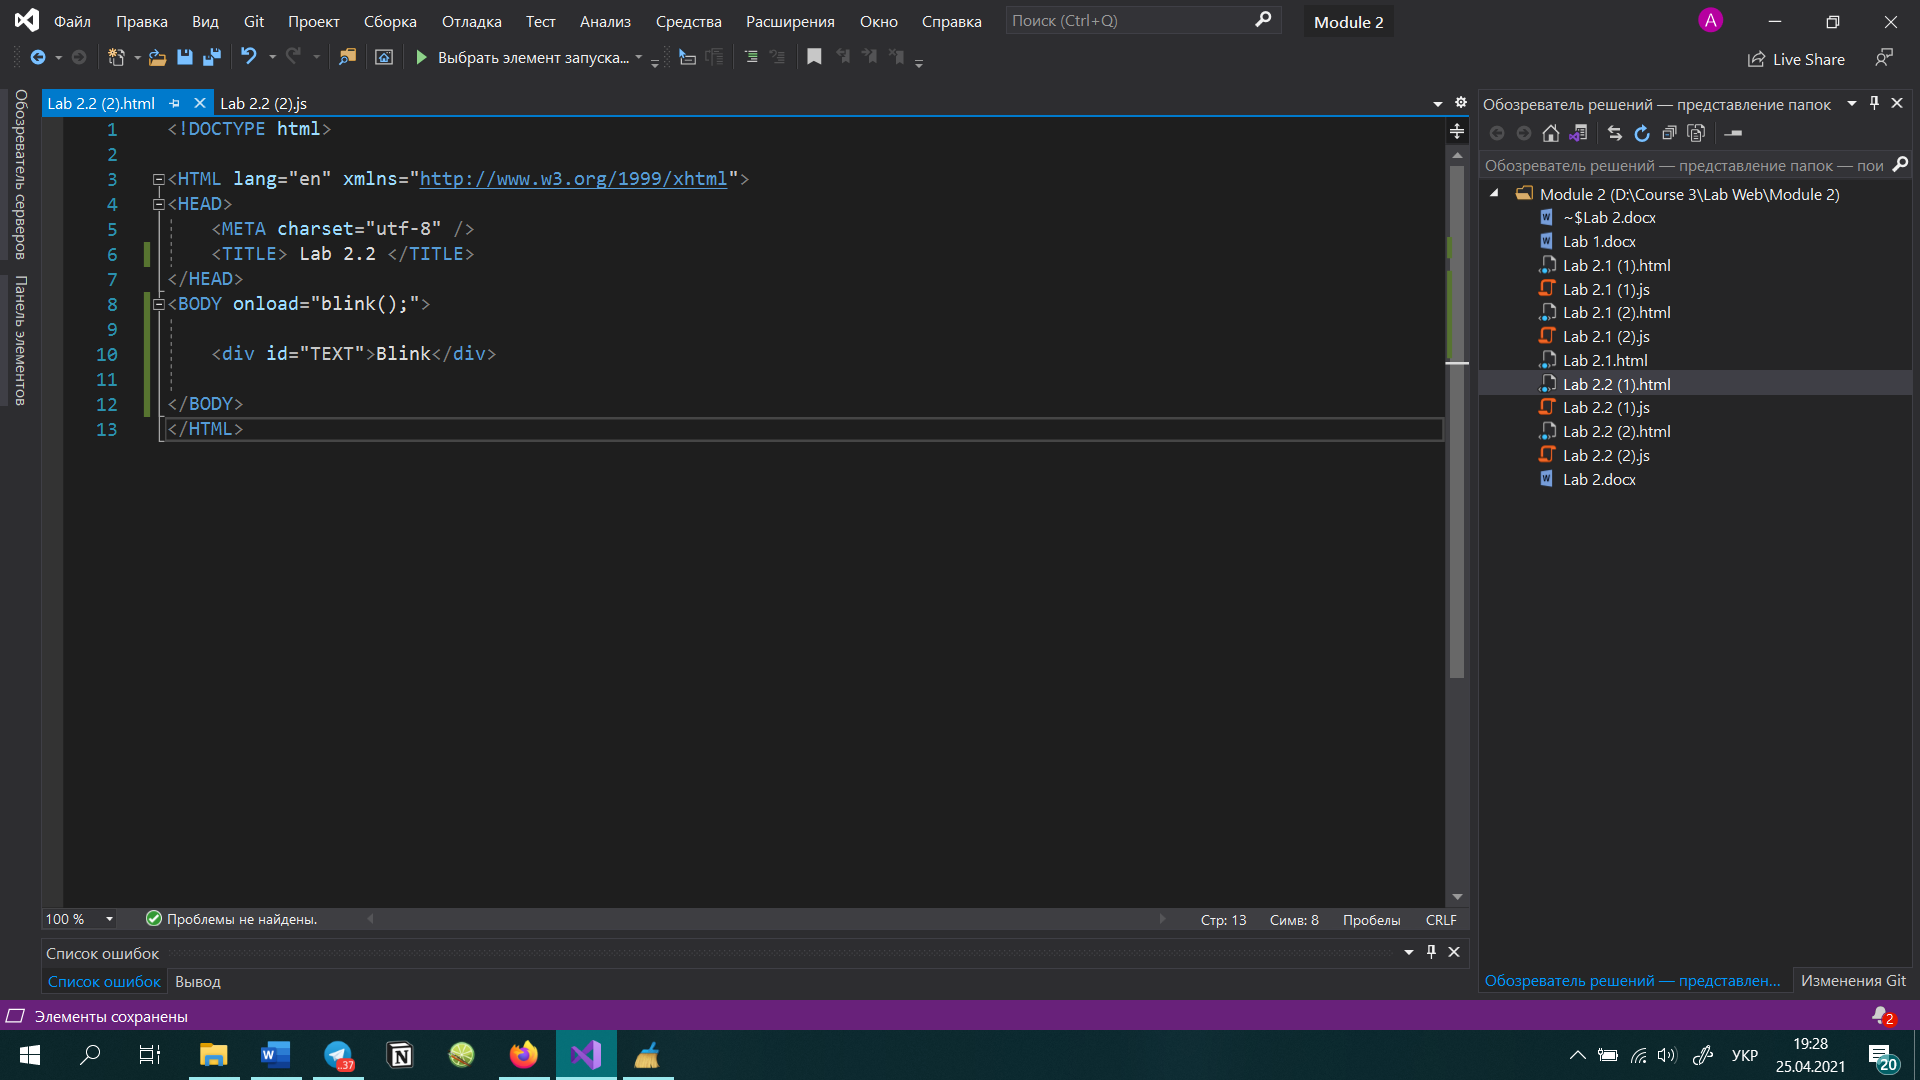 Файл Правка Вид Git Проект Сборка Отладка Тест Анализ Средства Расширения Окно Справка Поиск (Ctrl+Q) Module 2 A
Выбрать элемент запуска... Live Share
Обозреватель серверов
Панель элементов
Lab 2.2 (2).html Lab 2.2 (2).js
1 <!DOCTYPE html>
2
3 <HTML lang="en" xmlns="http://www.w3.org/1999/xhtml">
4 <HEAD>
5 <META charset="utf-8" />
6 <TITLE> Lab 2.2 </TITLE>
7 </HEAD>
8 <BODY onload="blink();">
9
10 <div id="TEXT">Blink</div>
11
12 </BODY>
13 </HTML>
100 % Проблемы не найдены. Стр: 13 Симв: 8 Пробелы CRLF
Список ошибок
Список ошибок Вывод
Обозреватель решений — представление папок
Обозреватель решений — представление папок — пои
Module 2 (D:\Course 3\Lab Web\Module 2)
~$Lab 2.docx
Lab 1.docx
Lab 2.1 (1).html
Lab 2.1 (1).js
Lab 2.1 (2).html
Lab 2.1 (2).js
Lab 2.1.html
Lab 2.2 (1).html
Lab 2.2 (1).js
Lab 2.2 (2).html
Lab 2.2 (2).js
Lab 2.docx
Обозреватель решений — представлен... Изменения Git
Элементы сохранены 2
..37 УКР 19:28
25.04.2021 20